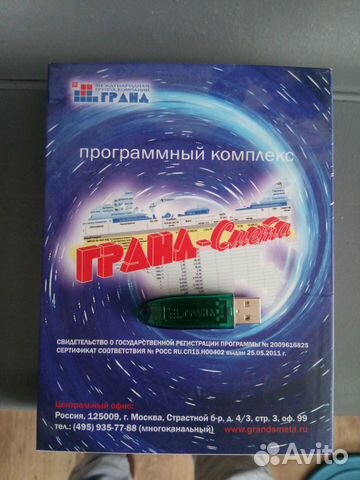 МЕЖДУНАРОДНАЯ
ГРУППА КОМПАНИЙ
ГРАНД
программный комплекс
ГРАНД-Смета
ГРАНД
СВИДЕТЕЛЬСТВО О ГОСУДАРСТВЕННОЙ РЕГИСТРАЦИИ ПРОГРАММЫ № 2009616825
СЕРТИФИКАТ СООТВЕТСТВИЯ № РОСС RU.СП15.Н00402 выдан 25.05.2011 г.
Центральный офис:
Россия, 125009, г. Москва, Страстной б-р, д. 4/3, стр. 3, оф. 99
тел.: (495) 935-77-88 (многоканальный) www.grandsmeta.ru
Avito